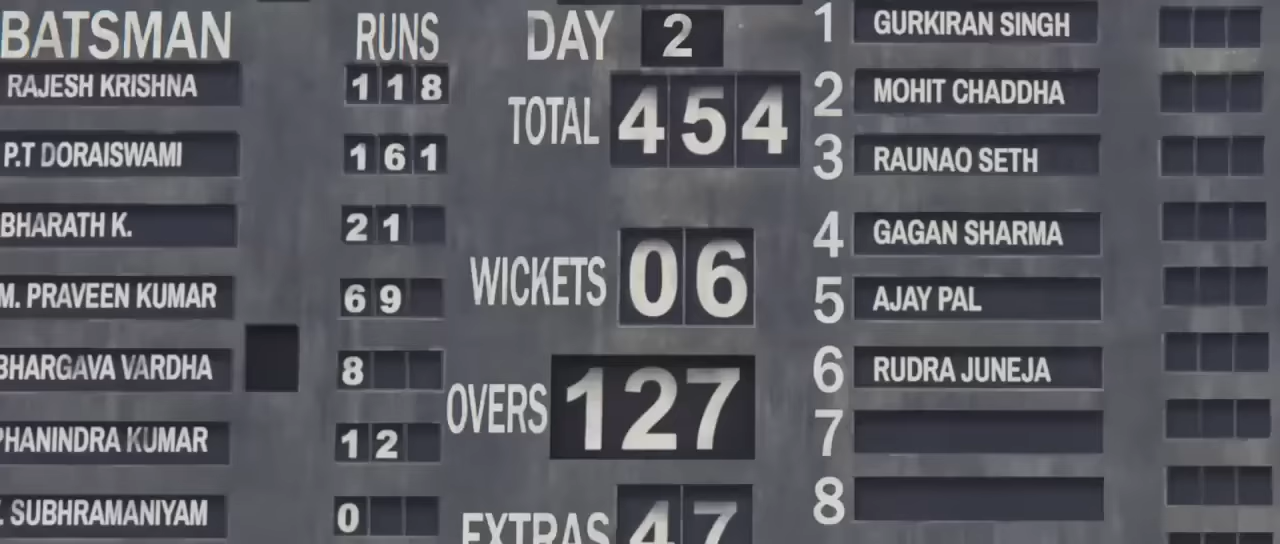 BATSMAN RUNS
RAJESH KRISHNA 118
P.T DORAISWAMI 161
BHARATH K. 21
M. PRAVEEN KUMAR 69
BHARGAVA VARDHA 8
PHANINDRA KUMAR 12
. SUBHRAMANIYAM 0
DAY 2
TOTAL 454
WICKETS 06
OVERS 127
EXTRAS 47
1 GURKIRAN SINGH
2 MOHIT CHADDHA
3 RAUNAO SETH
4 GAGAN SHARMA
5 AJAY PAL
6 RUDRA JUNEJA
7
8